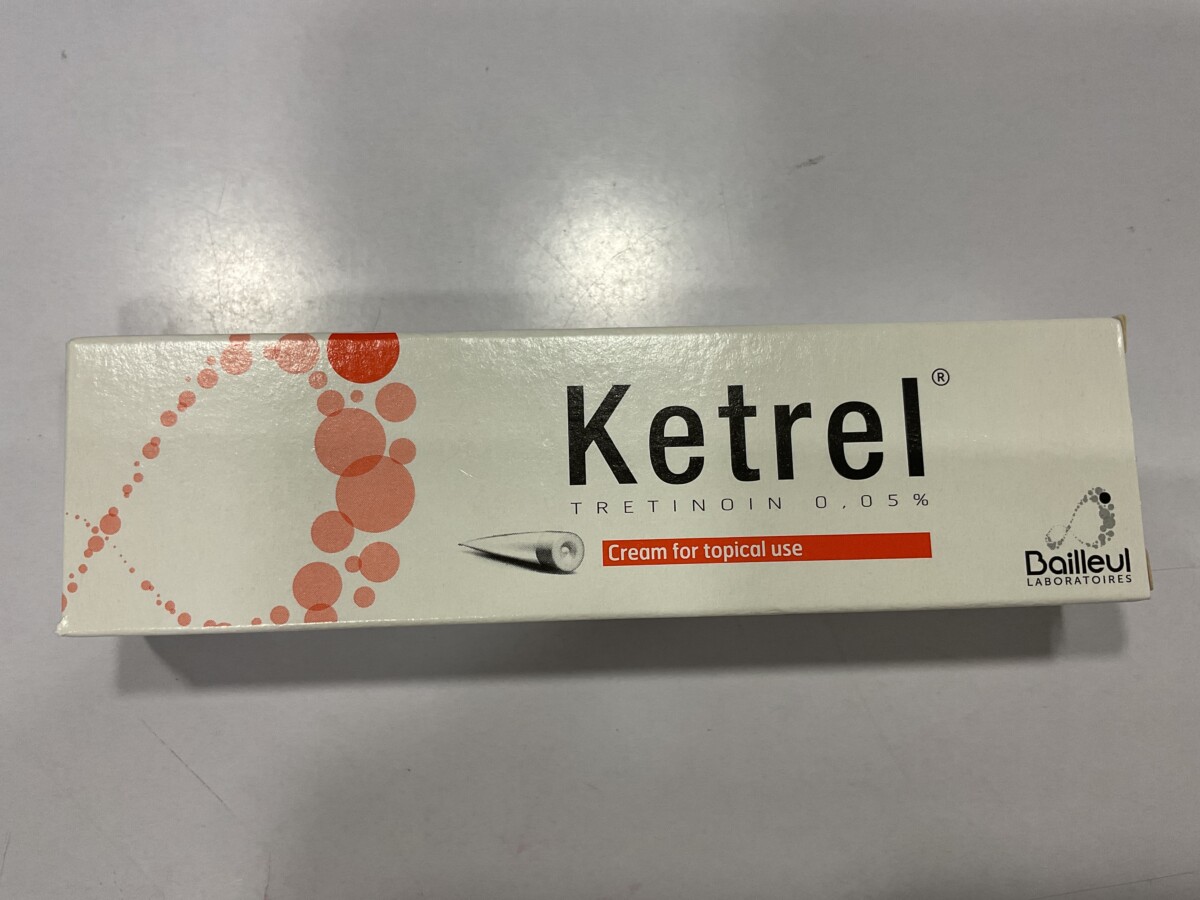 Ketrel®
TRETINOIN 0,05%
Cream for topical use
Bailleul
LABORATOIRES